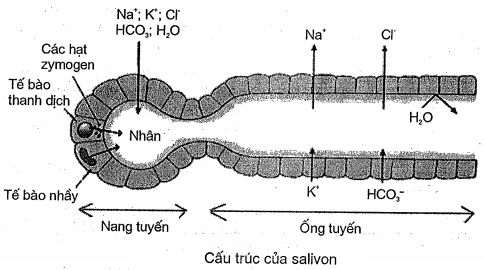 Na⁺; K⁺; Cl⁻
HCO₃⁻; H₂O
Các hạt
zymogen
Tế bào
thanh dịch
Nhân
Tế bào nhầy
Na⁺
Cl⁻
H₂O
K⁺
HCO₃⁻
Nang tuyến
Ống tuyến
Cấu trúc của salivon